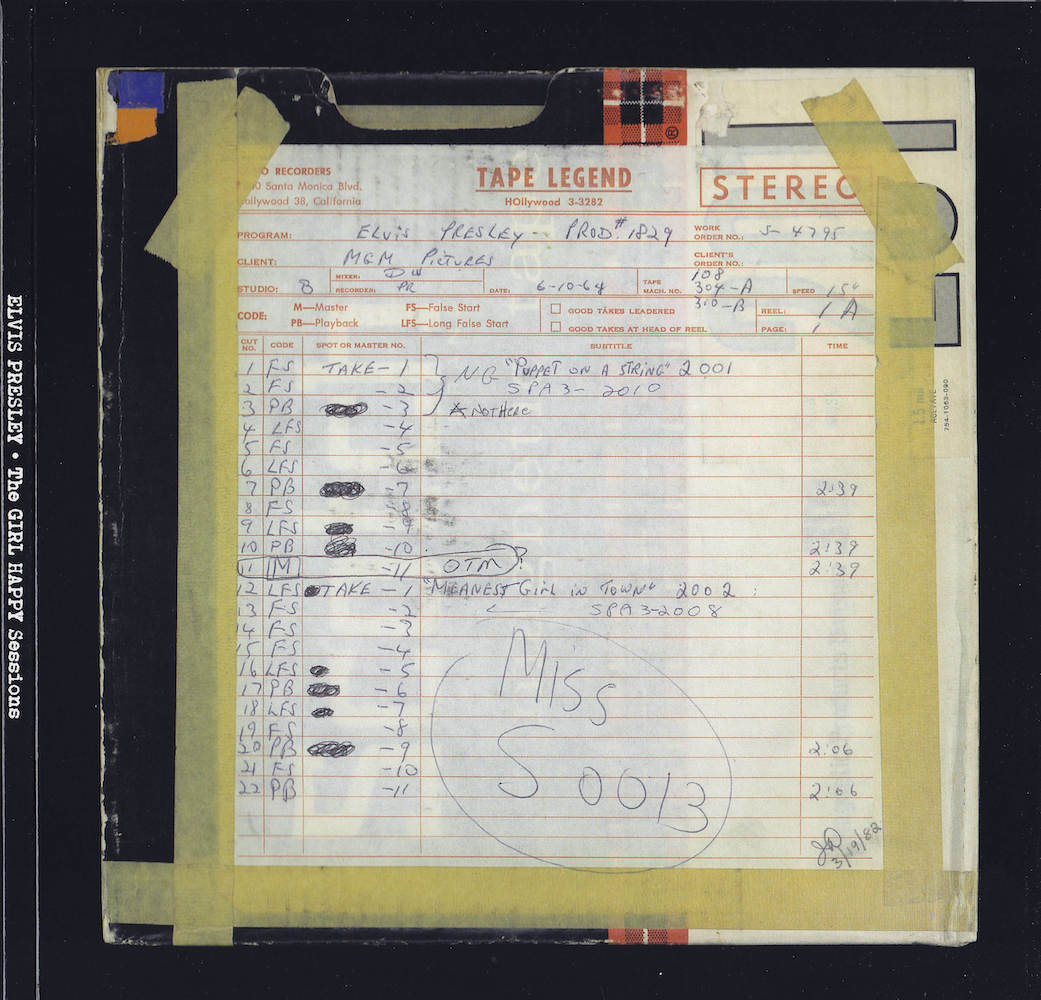 ELVIS PRESLEY • The GIRL HAPPY Sessions
®
O RECORDERS
0 Santa Monica Blvd.
ollywood 38, California
TAPE LEGEND
HOllywood 3-3282
STEREO
PROGRAM: ELVIS PRESLEY - PROD.# 1829
WORK ORDER NO.: S-4795
CLIENT: MGM PICTURES
CLIENT'S ORDER NO.:
STUDIO: B
MIXER: DW
RECORDER: PR
DATE: 6-10-64
TAPE MACH. NO. 108
304-A
310-B
SPEED 15"
CODE: M—Master FS—False Start
PB—Playback LFS—Long False Start
GOOD TAKES LEADERED
GOOD TAKES AT HEAD OF REEL
REEL: 1A
PAGE: 1
CUT NO. CODE SPOT OR MASTER NO. SUBTITLE TIME
1 FS TAKE-1 NG "PUPPET ON A STRING" 2001
2 FS -2 SPA3-2010
3 PB -3 NOT HERE
4 LFS -4
5 FS -5
6 LFS -6
7 PB -7 2:39
8 FS -8
9 LFS -9
10 PB -10 2:39
11 M -11 OTM? 2:39
12 LFS TAKE-1 "MEANEST GIRL IN TOWN" 2002
13 FS -2 SPA3-2008
14 FS -3
15 FS -4
16 LFS -5
17 PB -6
18 LFS -7
19 FS -8
20 PB -9 2:06
21 FS -10
22 PB -11 2:06
MISS
S 0013
3/19/82
254-1063-090